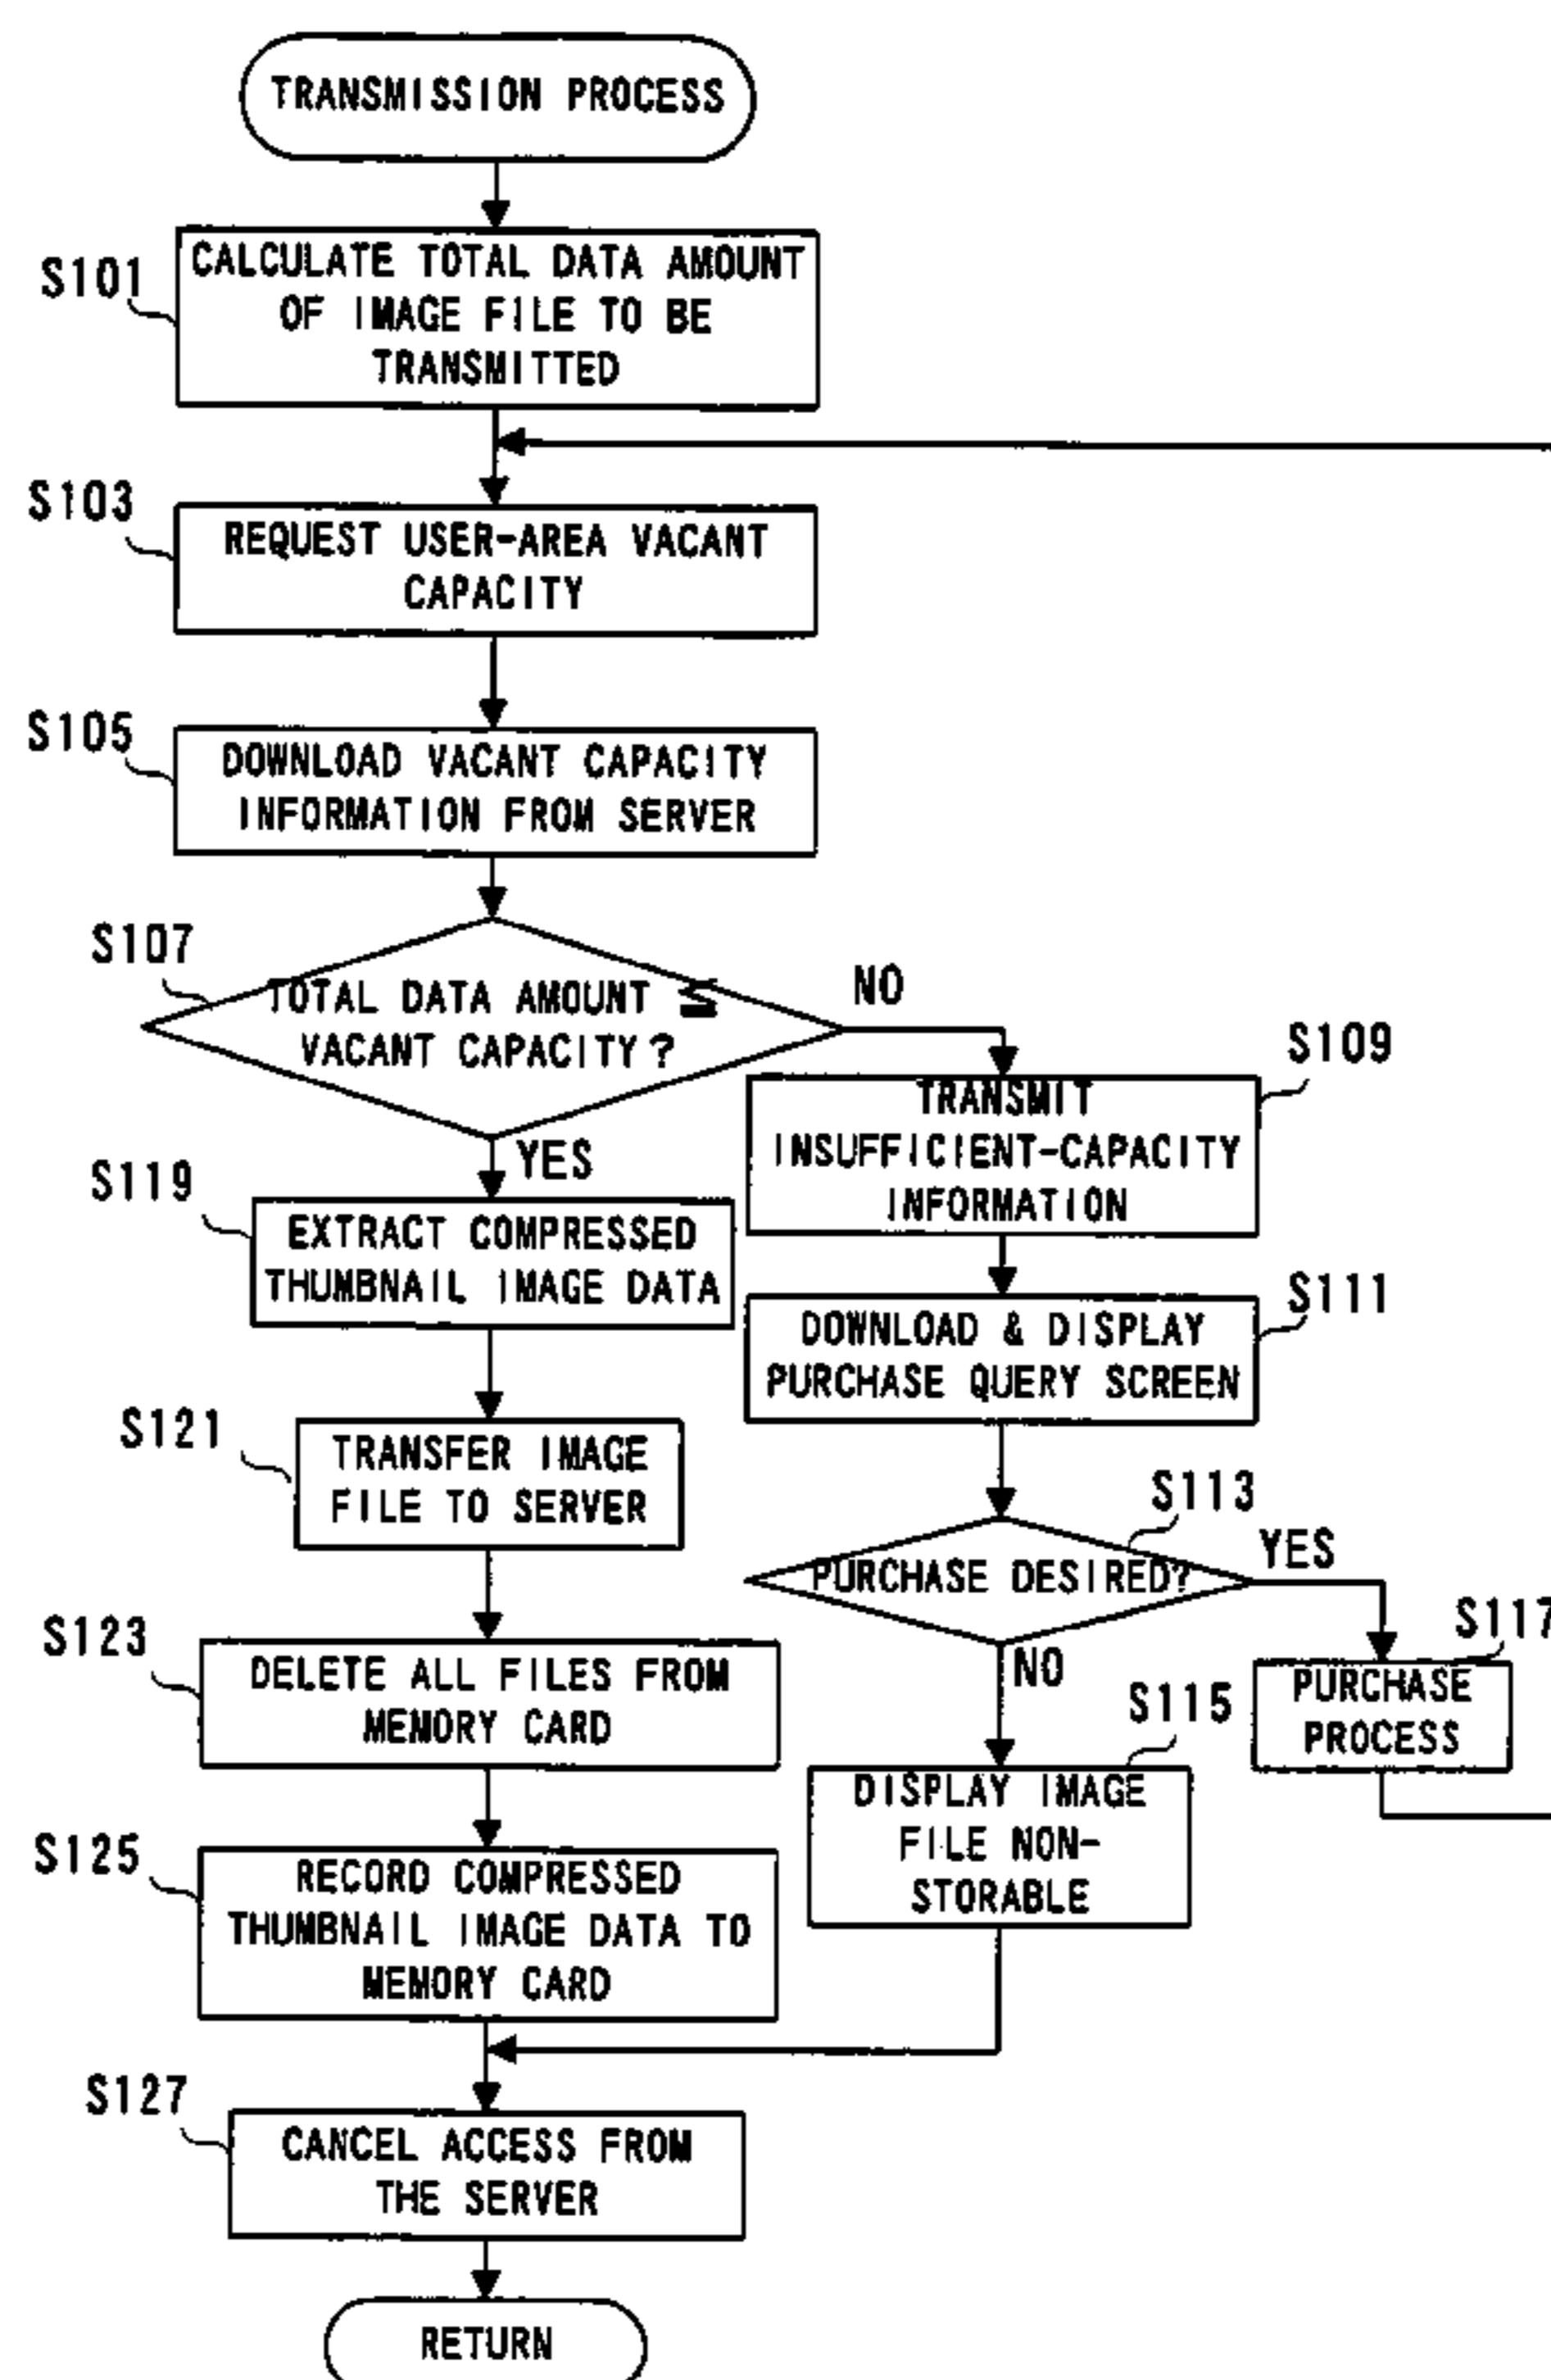 TRANSMISSION PROCESS
S101
CALCULATE TOTAL DATA AMOUNT
OF IMAGE FILE TO BE
TRANSMITTED
S103
REQUEST USER-AREA VACANT
CAPACITY
S105
DOWNLOAD VACANT CAPACITY
INFORMATION FROM SERVER
S107
TOTAL DATA AMOUNT ≦
VACANT CAPACITY?
NO
YES
S109
TRANSMIT
INSUFFICIENT-CAPACITY
INFORMATION
S119
EXTRACT COMPRESSED
THUMBNAIL IMAGE DATA
S111
DOWNLOAD & DISPLAY
PURCHASE QUERY SCREEN
S121
TRANSFER IMAGE
FILE TO SERVER
S113
PURCHASE DESIRED?
YES
NO
S117
PURCHASE
PROCESS
S123
DELETE ALL FILES FROM
MEMORY CARD
S115
DISPLAY IMAGE
FILE NON-
STORABLE
S125
RECORD COMPRESSED
THUMBNAIL IMAGE DATA TO
MEMORY CARD
S127
CANCEL ACCESS FROM
THE SERVER
RETURN